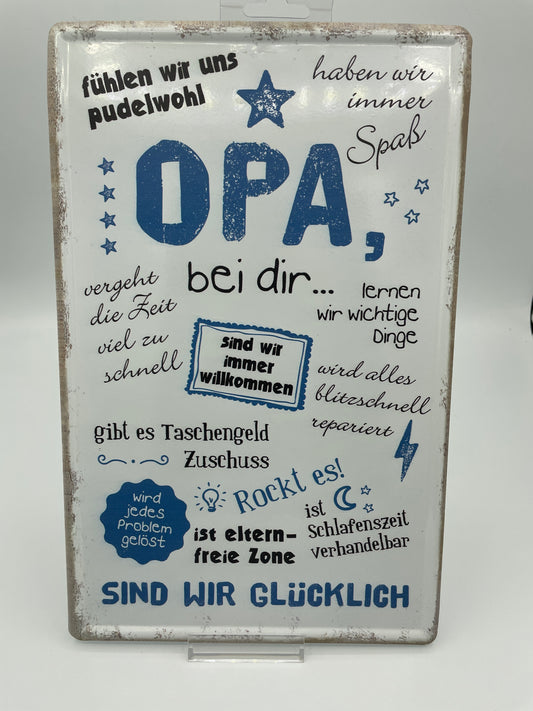 fühlen wir uns
pudelwohl
haben wir
immer
Spaß
OPA,
bei dir...
vergeht
die Zeit
viel zu
schnell
lernen
wir wichtige
Dinge
sind wir
immer
willkommen
wird alles
blitzschnell
repariert
gibt es Taschengeld
Zuschuss
Rockt es!
wird
jedes
Problem
gelöst
ist eltern-
freie Zone
ist
Schlafenszeit
verhandelbar
SIND WIR GLÜCKLICH